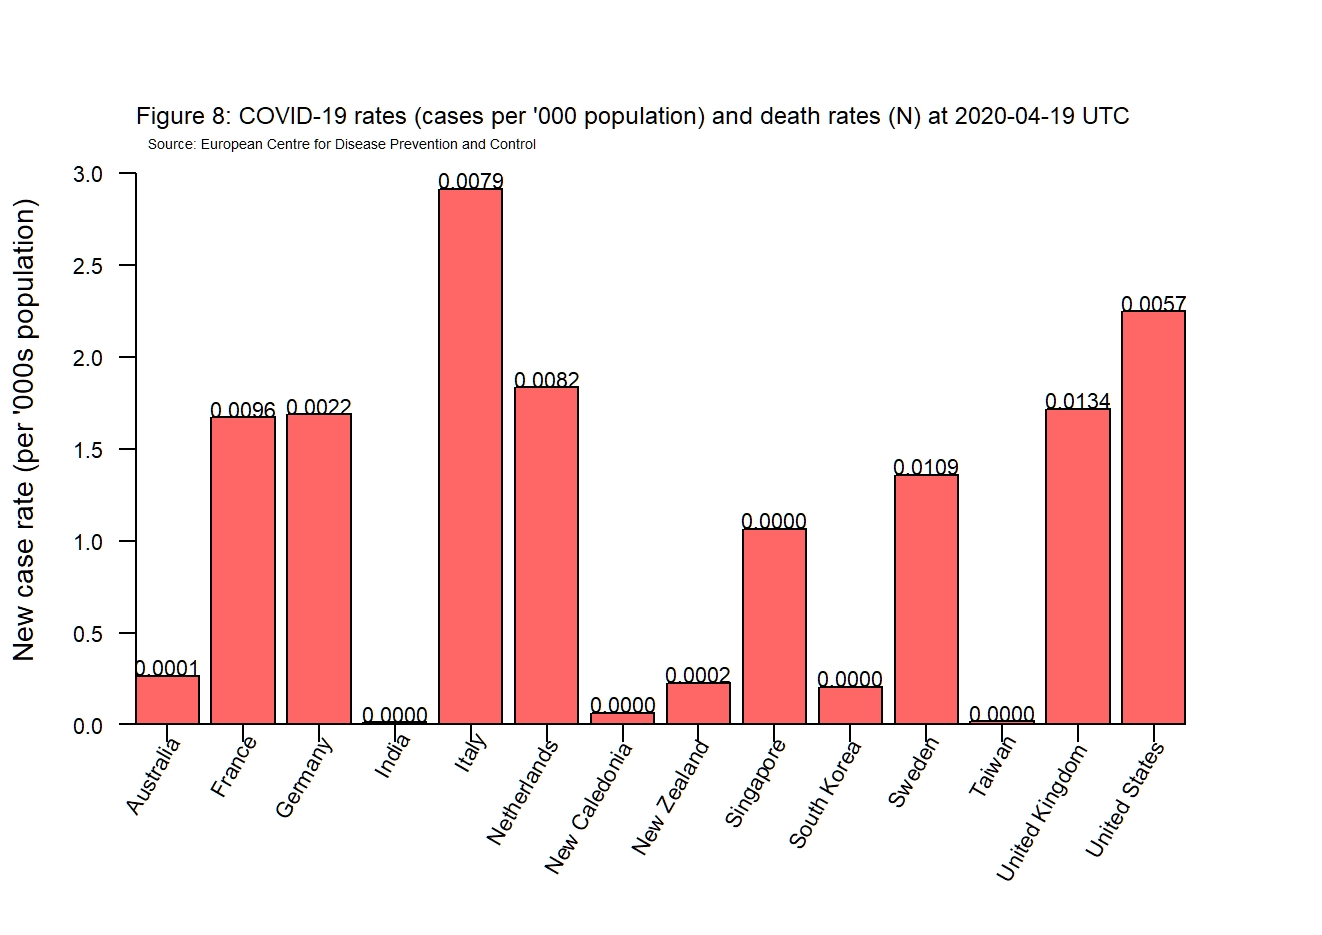 Figure 8: COVID-19 rates (cases per '000 population) and death rates (N) at 2020-04-19 UTC
Source: European Centre for Disease Prevention and Control
New case rate (per '000s population)
3.0
2.5
2.0
1.5
1.0
0.5
0.0
0.0001
0.0096
0.0022
0.0000
0.0079
0.0082
0.0000
0.0002
0.0000
0.0000
0.0109
0.0000
0.0134
0.0057
Australia
France
Germany
India
Italy
Netherlands
New Caledonia
New Zealand
Singapore
South Korea
Sweden
Taiwan
United Kingdom
United States